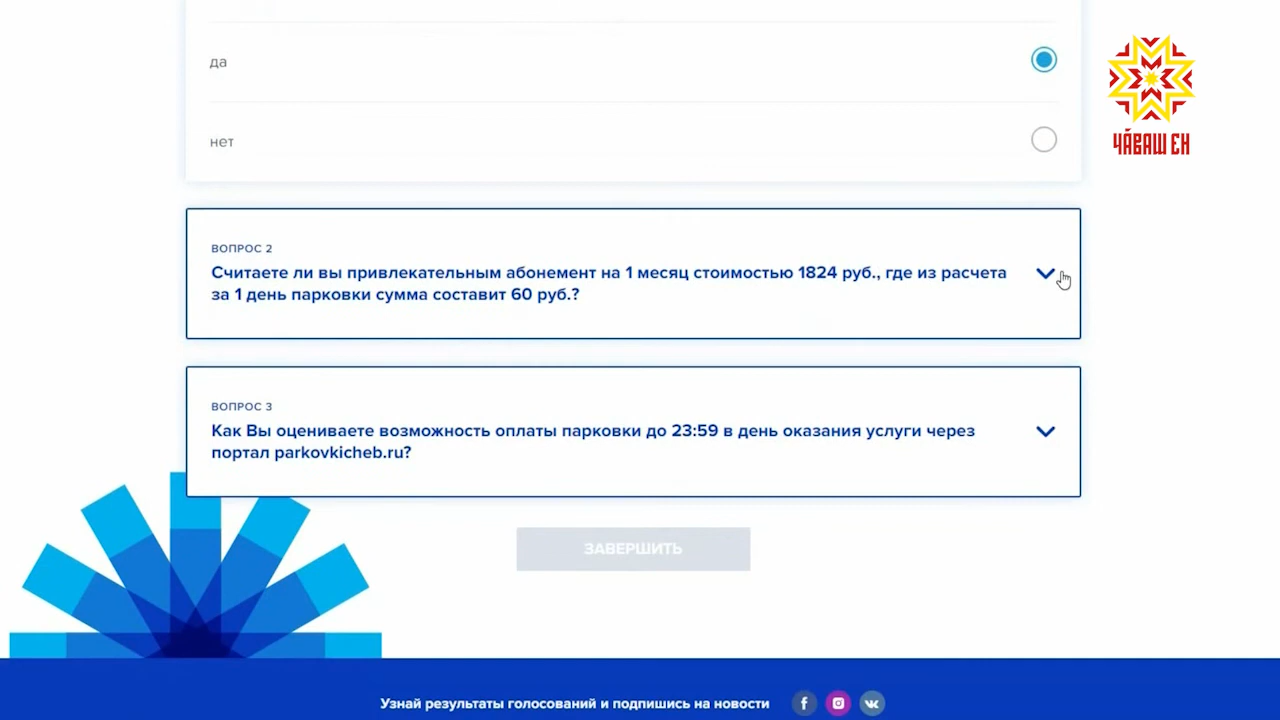 да
ЧĂВАШ ЕН
нет
ВОПРОС 2
Считаете ли вы привлекательным абонемент на 1 месяц стоимостью 1824 руб., где из расчета
за 1 день парковки сумма составит 60 руб.?
ВОПРОС 3
Как Вы оцениваете возможность оплаты парковки до 23:59 в день оказания услуги через
портал parkovkicheb.ru?
ЗАВЕРШИТЬ
Узнай результаты голосований и подпишись на новости